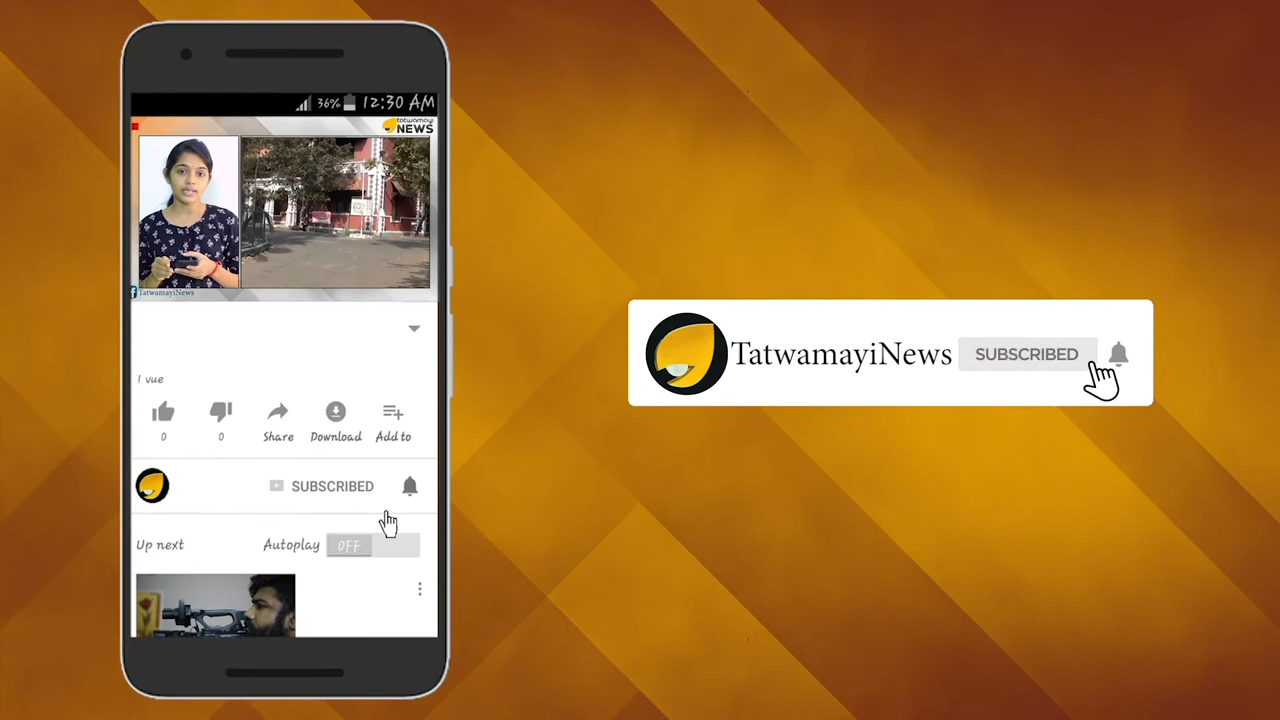 36% 12:30 AM
tatwamayi
NEWS
TatwamayiNews
1 vue
0 0 Share Download Add to
SUBSCRIBED
Up next Autoplay OFF
TatwamayiNews SUBSCRIBED